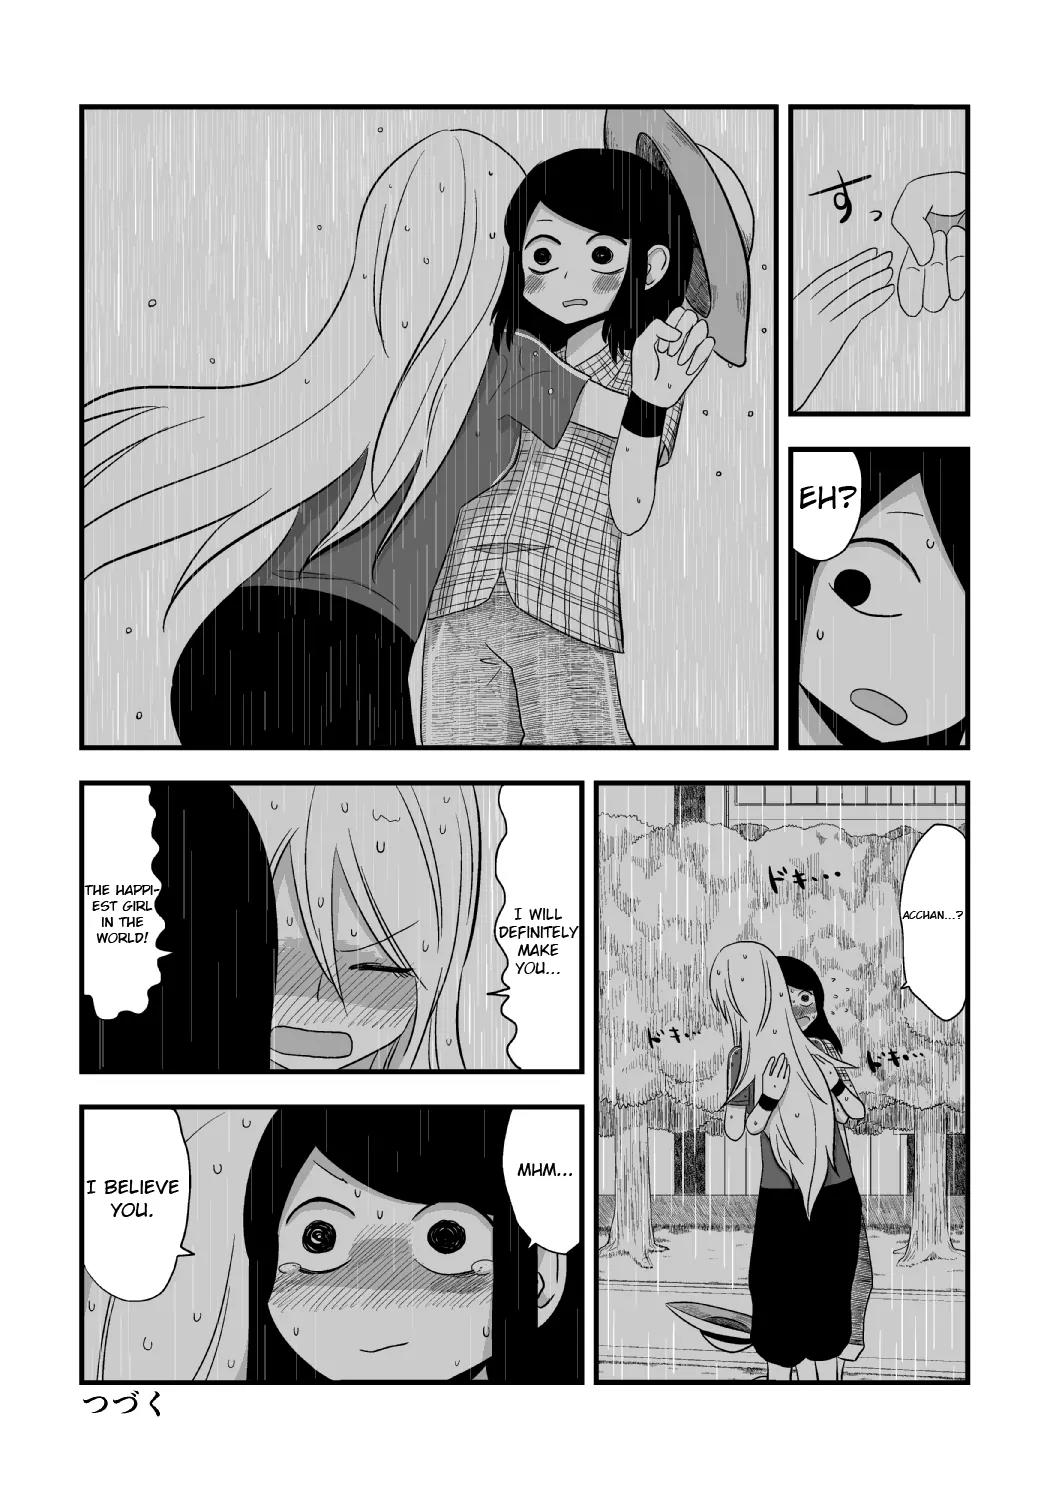 すっ
EH?
ACCHAN...?
ドキ・・・
ドキ・・・
ドキ・・・
I WILL
DEFINITELY
MAKE
YOU...
THE HAPPI-
EST GIRL
IN THE
WORLD!
MHM...
I BELIEVE
YOU.
つづく